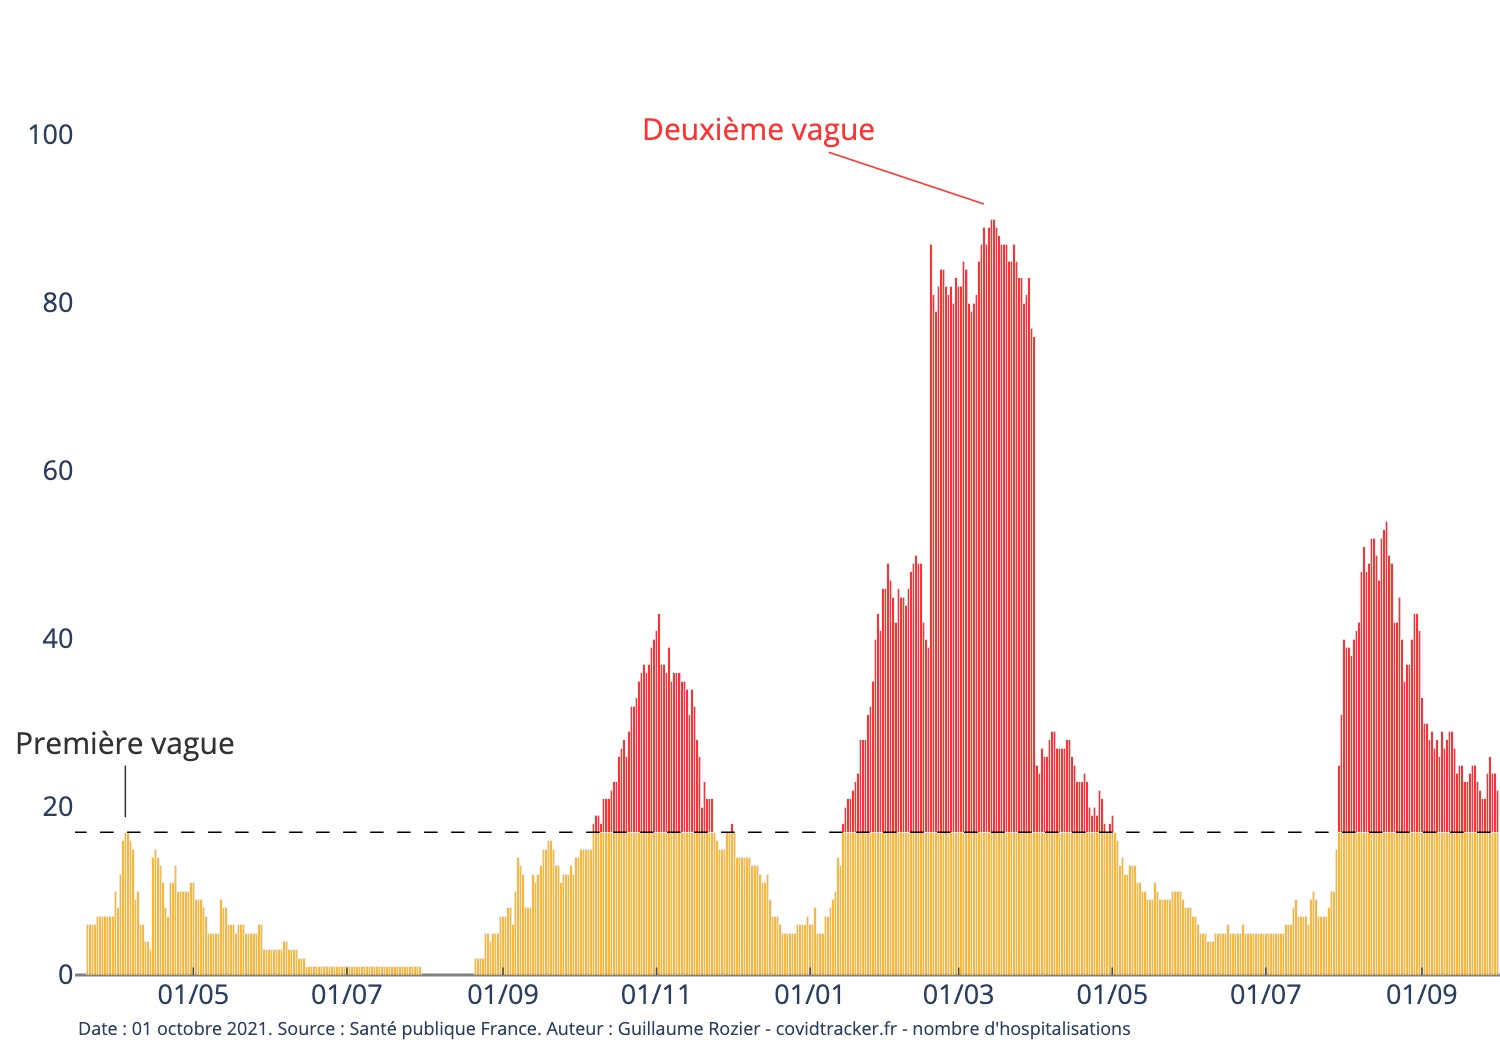 100
Deuxième vague
80
60
40
Première vague
20
0
01/05 01/07 01/09 01/11 01/01 01/03 01/05 01/07 01/09
Date : 01 octobre 2021. Source : Santé publique France. Auteur : Guillaume Rozier - covidtracker.fr - nombre d'hospitalisations